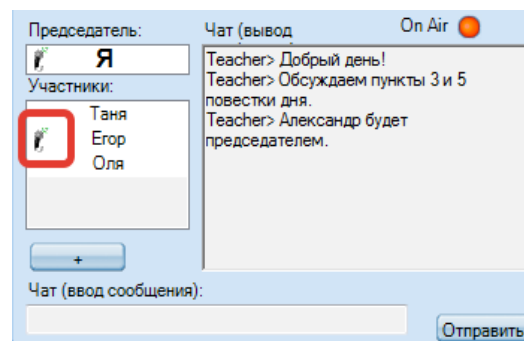 Председатель:
Я
Участники:
Таня
Егор
Оля
+
Чат (вывод
On Air
Teacher> Добрый день!
Teacher> Обсуждаем пункты 3 и 5
повестки дня.
Teacher> Александр будет
председателем.
Чат (ввод сообщения):
Отправить